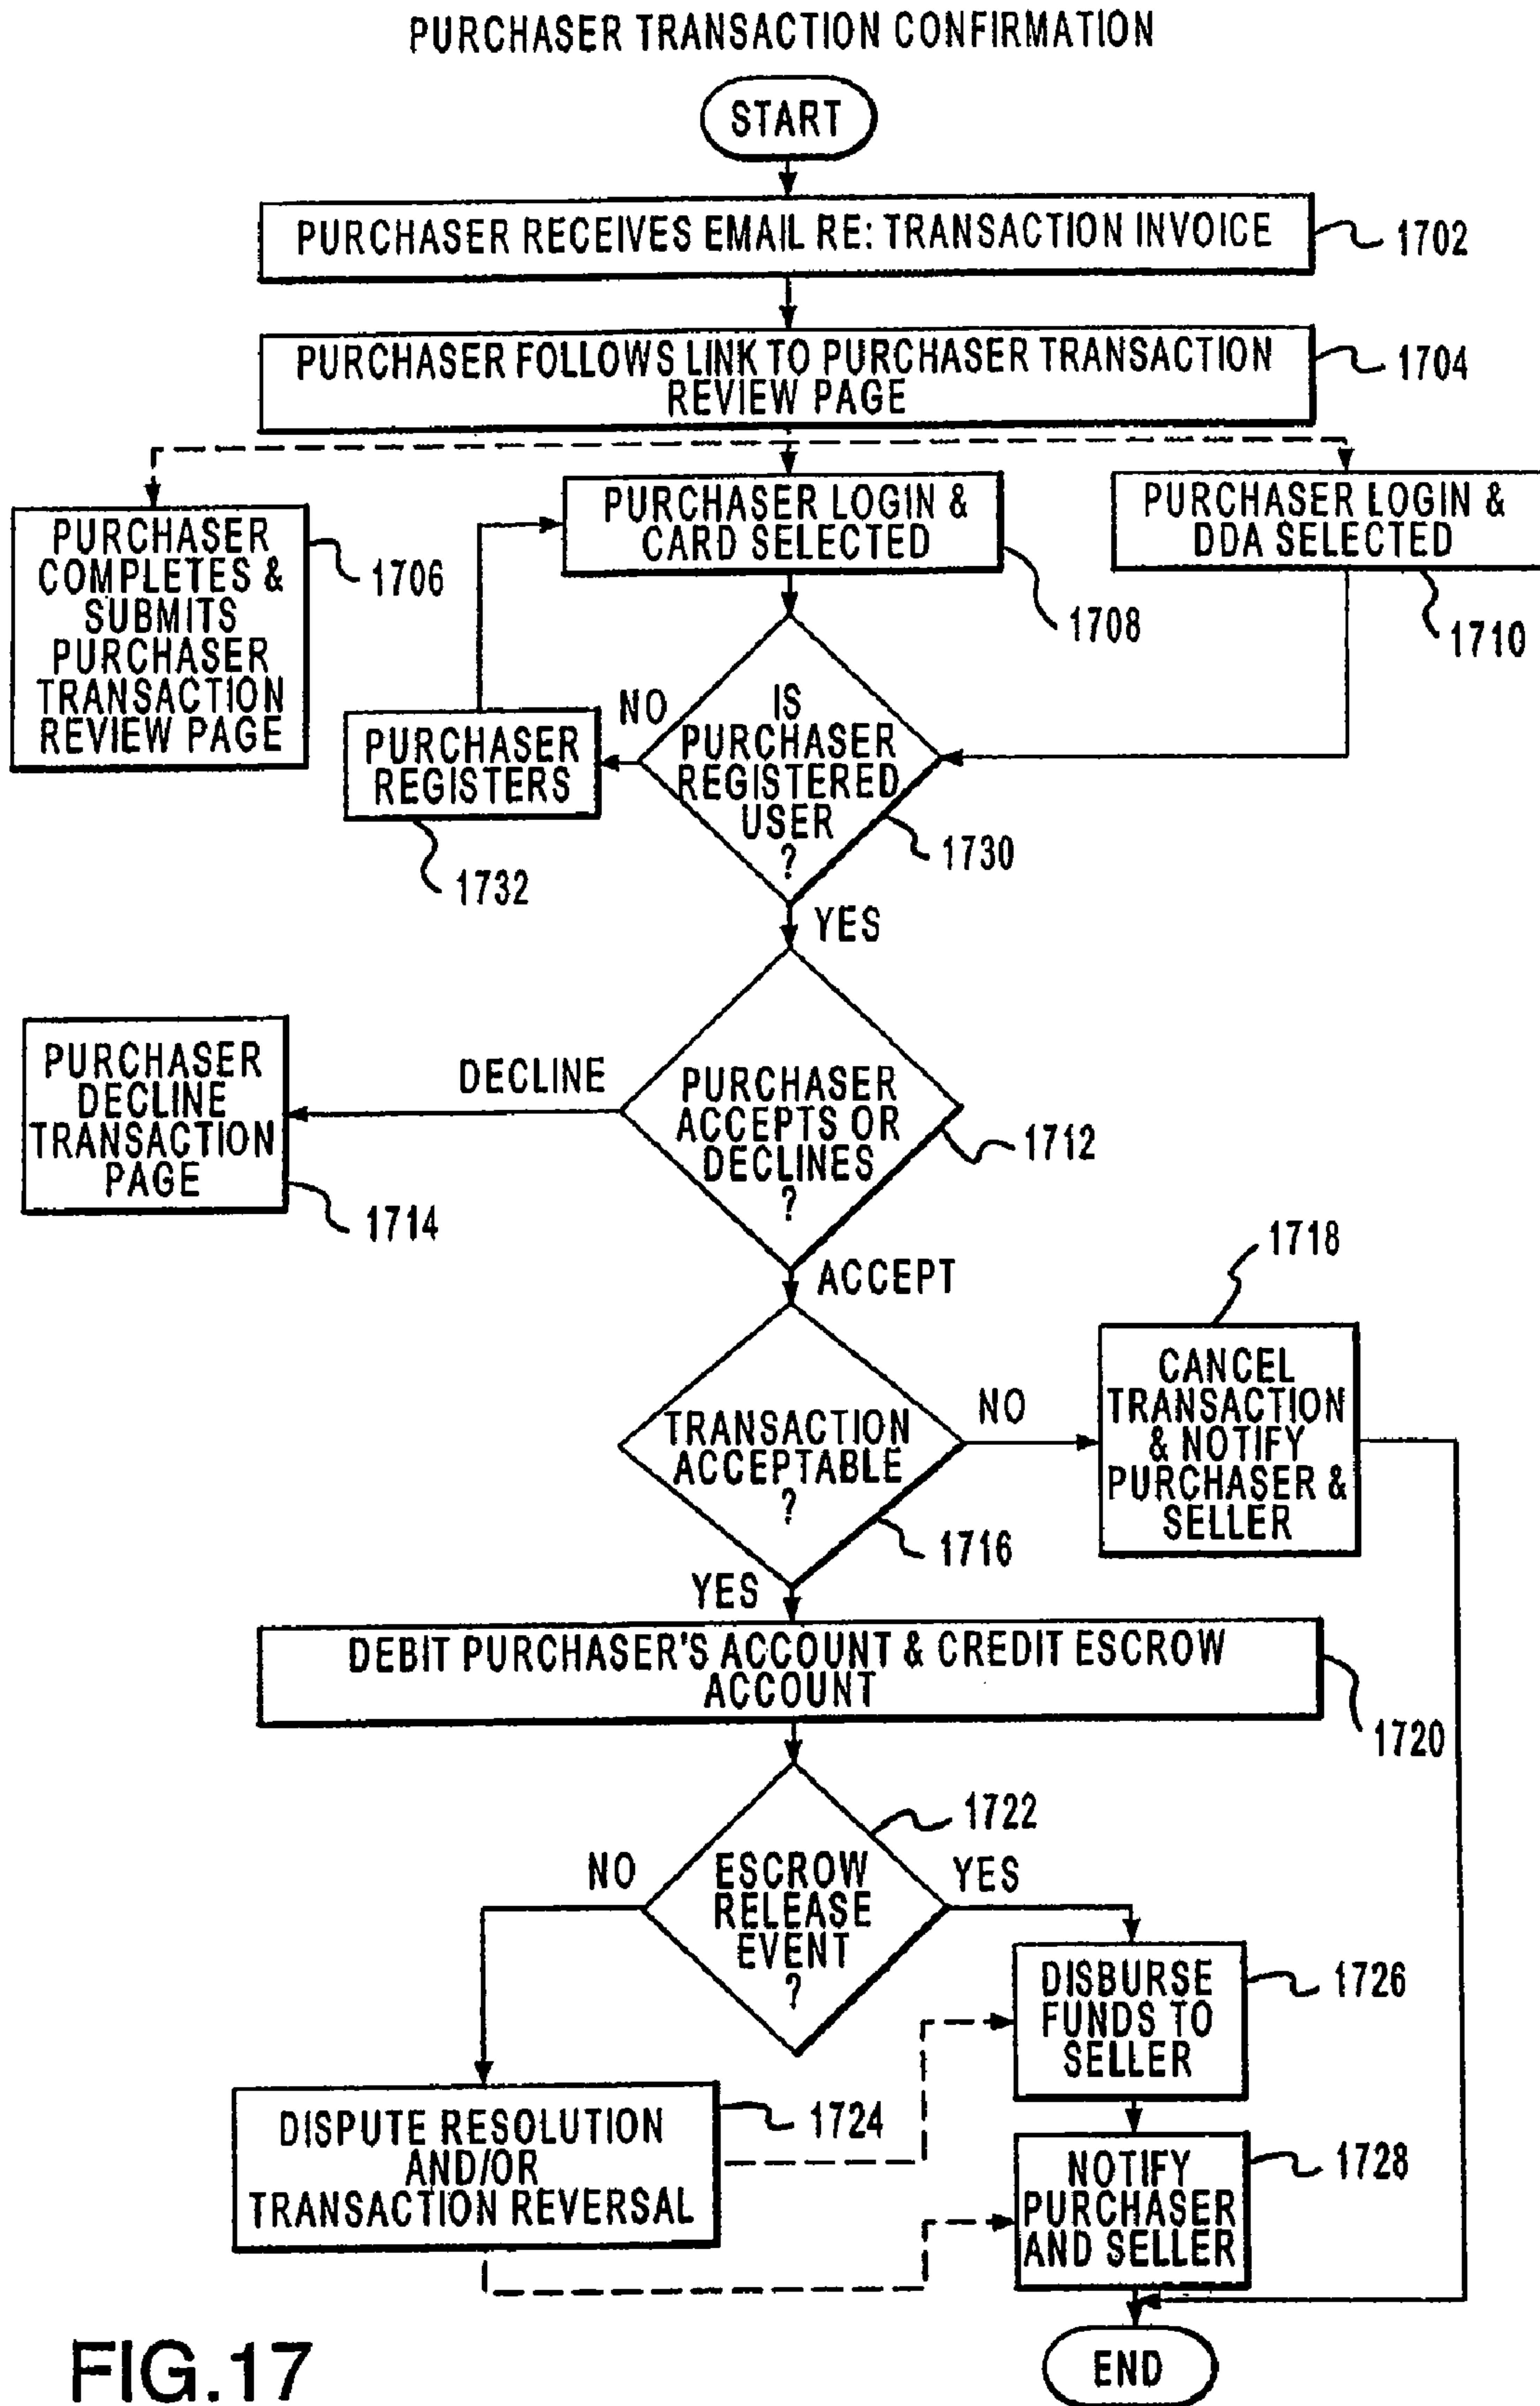 PURCHASER TRANSACTION CONFIRMATION
START
PURCHASER RECEIVES EMAIL RE: TRANSACTION INVOICE
1702
PURCHASER FOLLOWS LINK TO PURCHASER TRANSACTION
REVIEW PAGE
1704
PURCHASER
COMPLETES &
SUBMITS
PURCHASER
TRANSACTION
REVIEW PAGE
1706
PURCHASER LOGIN &
CARD SELECTED
1708
PURCHASER LOGIN &
DDA SELECTED
1710
IS
PURCHASER
REGISTERED
USER
?
1730
NO
PURCHASER
REGISTERS
1732
YES
PURCHASER
ACCEPTS OR
DECLINES
?
1712
DECLINE
PURCHASER
DECLINE
TRANSACTION
PAGE
1714
ACCEPT
TRANSACTION
ACCEPTABLE
?
1716
NO
1718
CANCEL
TRANSACTION
& NOTIFY
PURCHASER &
SELLER
YES
DEBIT PURCHASER'S ACCOUNT & CREDIT ESCROW
ACCOUNT
1720
ESCROW
RELEASE
EVENT
?
1722
NO
YES
DISBURSE
FUNDS TO
SELLER
1726
DISPUTE RESOLUTION
AND/OR
TRANSACTION REVERSAL
1724
NOTIFY
PURCHASER
AND SELLER
1728
END
FIG.17